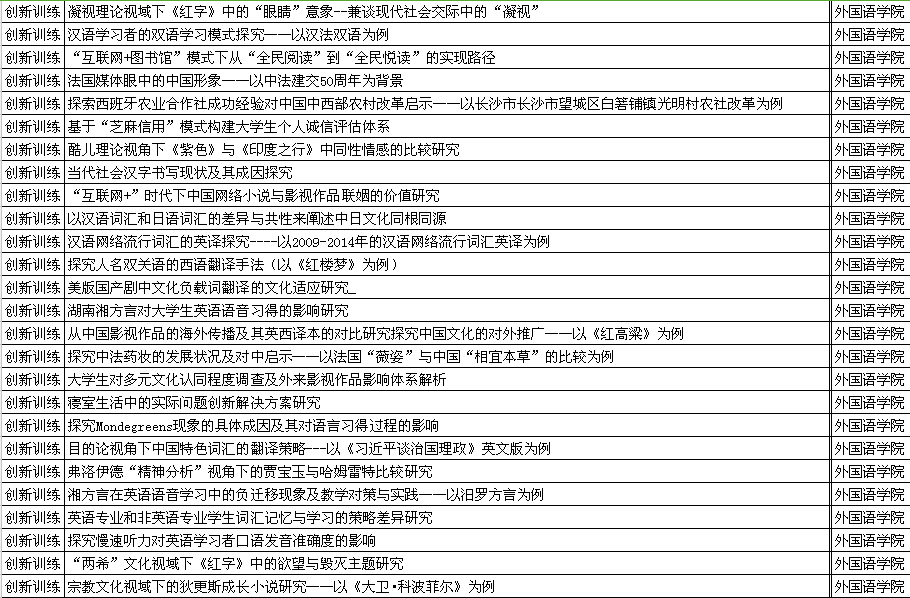 创新训练 凝视理论视域下《红字》中的“眼睛”意象--兼谈现代社会交际中的“凝视” 外国语学院
创新训练 汉语学习者的双语学习模式探究——以汉法双语为例 外国语学院
创新训练 “互联网+图书馆”模式下从“全民阅读”到“全民悦读”的实现路径 外国语学院
创新训练 法国媒体眼中的中国形象——以中法建交50周年为背景 外国语学院
创新训练 探索西班牙农业合作社成功经验对中国中西部农村改革启示——以长沙市长沙市望城区白箬铺镇光明村农社改革为例 外国语学院
创新训练 基于“芝麻信用”模式构建大学生个人诚信评估体系 外国语学院
创新训练 酷儿理论视角下《紫色》与《印度之行》中同性情感的比较研究 外国语学院
创新训练 当代社会汉字书写现状及其成因探究 外国语学院
创新训练 “互联网+”时代下中国网络小说与影视作品联姻的价值研究 外国语学院
创新训练 以汉语词汇和日语词汇的差异与共性来阐述中日文化同根同源 外国语学院
创新训练 汉语网络流行词汇的英译探究----以2009-2014年的汉语网络流行词汇英译为例 外国语学院
创新训练 探究人名双关语的西语翻译手法（以《红楼梦》为例） 外国语学院
创新训练 美版国产剧中文化负载词翻译的文化适应研究_ 外国语学院
创新训练 湖南湘方言对大学生英语语音习得的影响研究 外国语学院
创新训练 从中国影视作品的海外传播及其英西译本的对比研究探究中国文化的对外推广——以《红高粱》为例 外国语学院
创新训练 探究中法药妆的发展状况及对中启示——以法国“薇姿”与中国“相宜本草”的比较为例 外国语学院
创新训练 大学生对多元文化认同程度调查及外来影视作品影响体系解析 外国语学院
创新训练 寝室生活中的实际问题创新解决方案研究 外国语学院
创新训练 探究Mondegreens现象的具体成因及其对语言习得过程的影响 外国语学院
创新训练 目的论视角下中国特色词汇的翻译策略---以《习近平谈治国理政》英文版为例 外国语学院
创新训练 弗洛伊德“精神分析”视角下的贾宝玉与哈姆雷特比较研究 外国语学院
创新训练 湘方言在英语语音学习中的负迁移现象及教学对策与实践——以汨罗方言为例 外国语学院
创新训练 英语专业和非英语专业学生词汇记忆与学习的策略差异研究 外国语学院
创新训练 探究慢速听力对英语学习者口语发音准确度的影响 外国语学院
创新训练 “两希”文化视域下《红字》中的欲望与毁灭主题研究 外国语学院
创新训练 宗教文化视域下的狄更斯成长小说研究——以《大卫·科波菲尔》为例 外国语学院